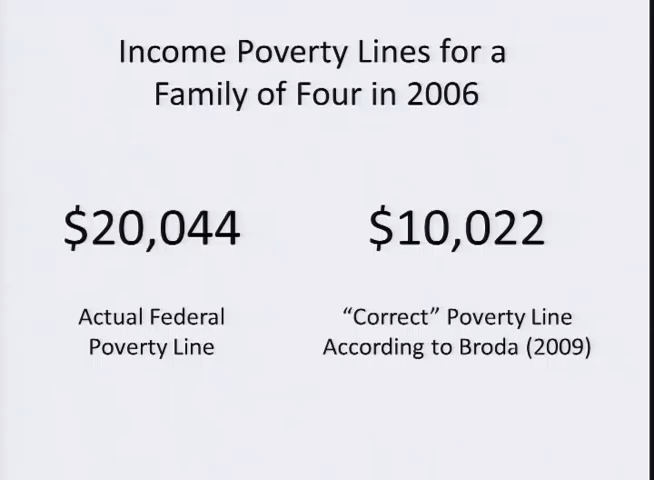 Income Poverty Lines for a
Family of Four in 2006
$20,044
$10,022
Actual Federal
Poverty Line
“Correct” Poverty Line
According to Broda (2009)